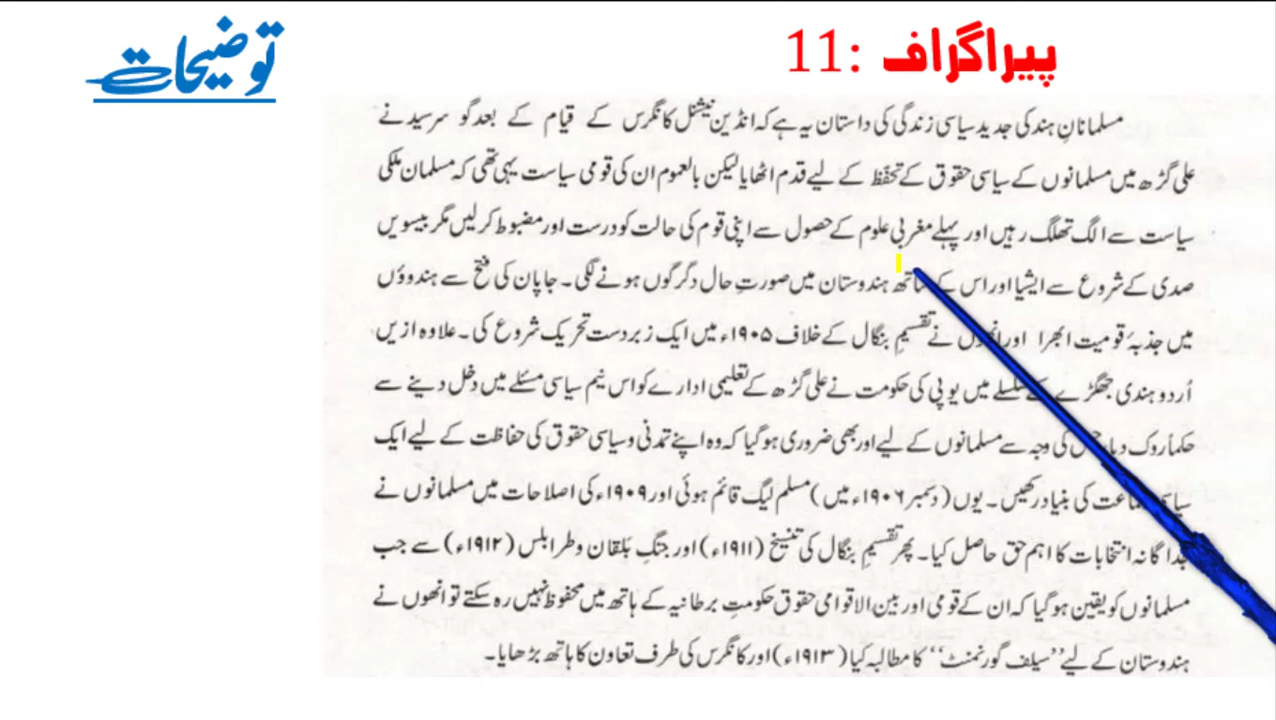 پیراگراف :11
توضیحات
مسلمانانِ ہند کی جدید سیاسی زندگی کی داستان یہ ہے کہ انڈین نیشنل کانگرس کے قیام کے بعد گو سرسید نے
علی گڑھ میں مسلمانوں کے سیاسی حقوق کے تحفّظ کے لیے قدم اٹھایا لیکن بالعموم ان کی قومی سیاست یہی تھی کہ مسلمان ملکی
سیاست سے الگ تھلگ رہیں اور پہلے مغربی علوم کے حصول سے اپنی قوم کی حالت کو درست اور مضبوط کرلیں مگر بیسویں
صدی کے شروع سے ایشیا اور اس کے ساتھ ہندوستان میں صورتِ حال دگرگوں ہونے لگی۔ جاپان کی فتح سے ہندوؤں
میں جذبۂ قومیت ابھرا اور انھوں نے تقسیمِ بنگال کے خلاف ۱۹۰۵ء میں ایک زبردست تحریک شروع کی۔ علاوہ ازیں
اُردو ہندی جھگڑے کے سلسلے میں یوپی کی حکومت نے علی گڑھ کے تعلیمی ادارے کو اس نیم سیاسی مسئلے میں دخل دینے سے
حکماً روک دیا جس کی وجہ سے مسلمانوں کے لیے اور بھی ضروری ہوگیا کہ وہ اپنے تمدنی و سیاسی حقوق کی حفاظت کے لیے ایک
سیاسی جماعت کی بنیاد رکھیں۔ یوں (دسمبر ۱۹۰۶ء میں) مسلم لیگ قائم ہوئی اور ۱۹۰۹ء کی اصلاحات میں مسلمانوں نے
جداگانہ انتخابات کا اہم حق حاصل کیا۔ پھر تقسیمِ بنگال کی تنسیخ (۱۹۱۱ء) اور جنگِ بلقان و طرابلس (۱۹۱۲ء) سے جب
مسلمانوں کو یقین ہوگیا کہ ان کے قومی اور بین الاقوامی حقوق حکومتِ برطانیہ کے ہاتھ میں محفوظ نہیں رہ سکتے تو انھوں نے
ہندوستان کے لیے ”سیلف گورنمنٹ“ کا مطالبہ کیا (۱۹۱۳ء) اور کانگرس کی طرف تعاون کا ہاتھ بڑھایا۔